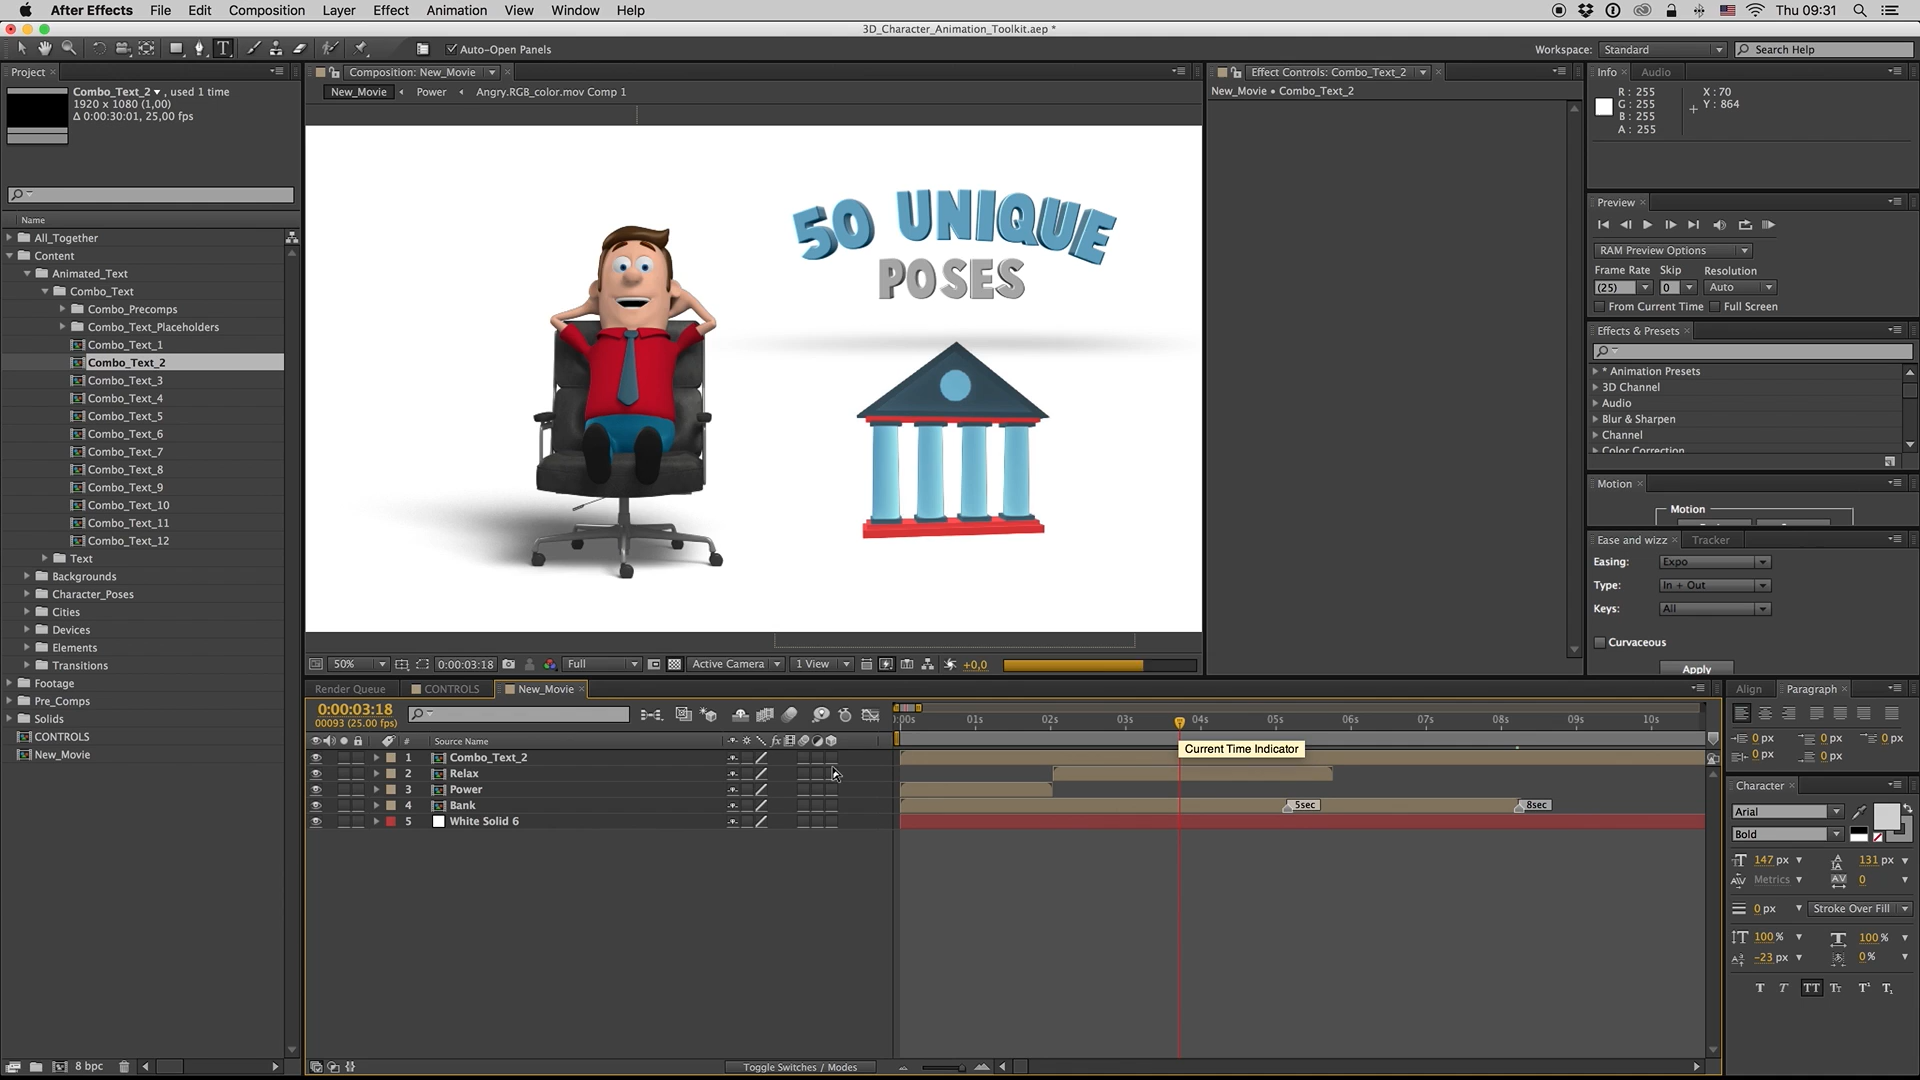 After Effects File Edit Composition Layer Effect Animation View Window Help Thu 09:31
3D_Character_Animation_Toolkit.aep *
T Auto-Open Panels Workspace: Standard Search Help
Project
Combo_Text_2 , used 1 time
1920 x 1080 (1,00)
Δ 0:00:30:01, 25,00 fps
Name
All_Together
Content
Animated_Text
Combo_Text
Combo_Precomps
Combo_Text_Placeholders
Combo_Text_1
Combo_Text_2
Combo_Text_3
Combo_Text_4
Combo_Text_5
Combo_Text_6
Combo_Text_7
Combo_Text_8
Combo_Text_9
Combo_Text_10
Combo_Text_11
Combo_Text_12
Text
Backgrounds
Character_Poses
Cities
Devices
Elements
Transitions
Footage
Pre_Comps
Solids
CONTROLS
New_Movie
8 bpc
Composition: New_Movie
New_Movie Power Angry.RGB_color.mov Comp 1
50 UNIQUE
POSES
50% 0:00:03:18 Full Active Camera 1 View +0,0
Effect Controls: Combo_Text_2
New_Movie • Combo_Text_2
Info Audio
R: 255 X: 70
G: 255 Y: 864
B: 255
A: 255
Preview
RAM Preview Options
Frame Rate Skip Resolution
(25) 0 Auto
From Current Time Full Screen
Effects & Presets
* Animation Presets
3D Channel
Audio
Blur & Sharpen
Channel
Color Correction
Motion
Motion
Ease and wizz Tracker
Easing: Expo
Type: In + Out
Keys: All
Curvaceous
Apply
Render Queue CONTROLS New_Movie
0:00:03:18
00093 (25.00 fps)
:00s 01s 02s 03s 04s 05s 06s 07s 08s 09s 10s
# Source Name fx
Current Time Indicator
1 Combo_Text_2
2 Relax
3 Power
4 Bank 5sec 8sec
5 White Solid 6
Toggle Switches / Modes
Align Paragraph
0 px 0 px 0 px
0 px 0 px
Character
Arial
Bold
147 px 131 px
Metrics 0
0 px Stroke Over Fill
100% 100%
-23 px 0%
T T TT Tт T¹ T₁